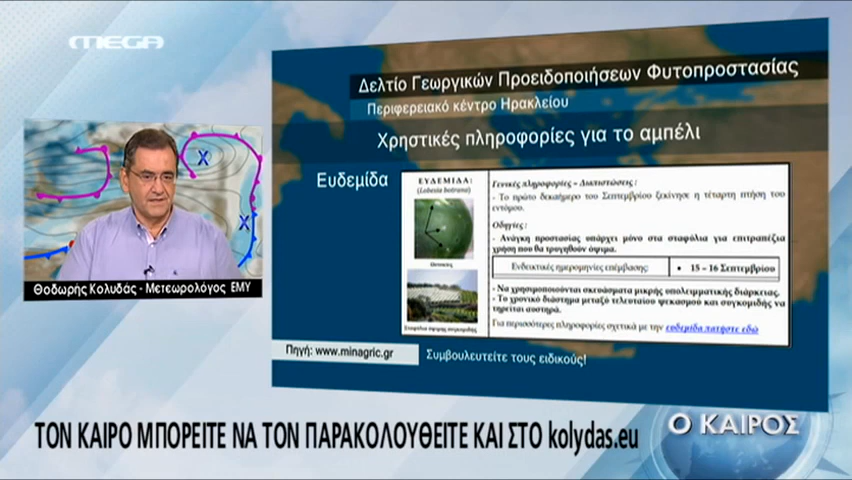 MEGA
Δελτίο Γεωργικών Προειδοποιήσεων Φυτοπροστασίας
Περιφερειακό κέντρο Ηρακλείου
Χρηστικές πληροφορίες για το αμπέλι
Ευδεμίδα
ΕΥΔΕΜΙΔΑ:
(Lobesia botrana)
Ωοτοκίες
Σταφύλια όψιμης συγκομιδής
Γενικές πληροφορίες – Διαπιστώσεις :
- Το πρώτο δεκαήμερο του Σεπτεμβρίου ξεκίνησε η τέταρτη πτήση του
εντόμου.
Οδηγίες :
- Ανάγκη προστασίας υπάρχει μόνο στα σταφύλια για επιτραπέζια
χρήση που θα τρυγηθούν όψιμα.
Ενδεικτικές ημερομηνίες επέμβασης:
• 15 – 16 Σεπτεμβρίου
- Να χρησιμοποιούνται σκευάσματα μικρής υπολειμματικής διάρκειας.
- Το χρονικό διάστημα μεταξύ τελευταίου ψεκασμού και συγκομιδής να
τηρείται αυστηρά.
Για περισσότερες πληροφορίες σχετικά με την ευδεμίδα πατήστε εδώ
Πηγή: www.minagric.gr
Συμβουλευτείτε τους ειδικούς!
X
X
Θοδωρής Κολυδάς - Μετεωρολόγος ΕΜΥ
Ο ΚΑΙΡΟΣ
ΤΟΝ ΚΑΙΡΟ ΜΠΟΡΕΙΤΕ ΝΑ ΤΟΝ ΠΑΡΑΚΟΛΟΥΘΕΙΤΕ ΚΑΙ ΣΤΟ kolydas.eu